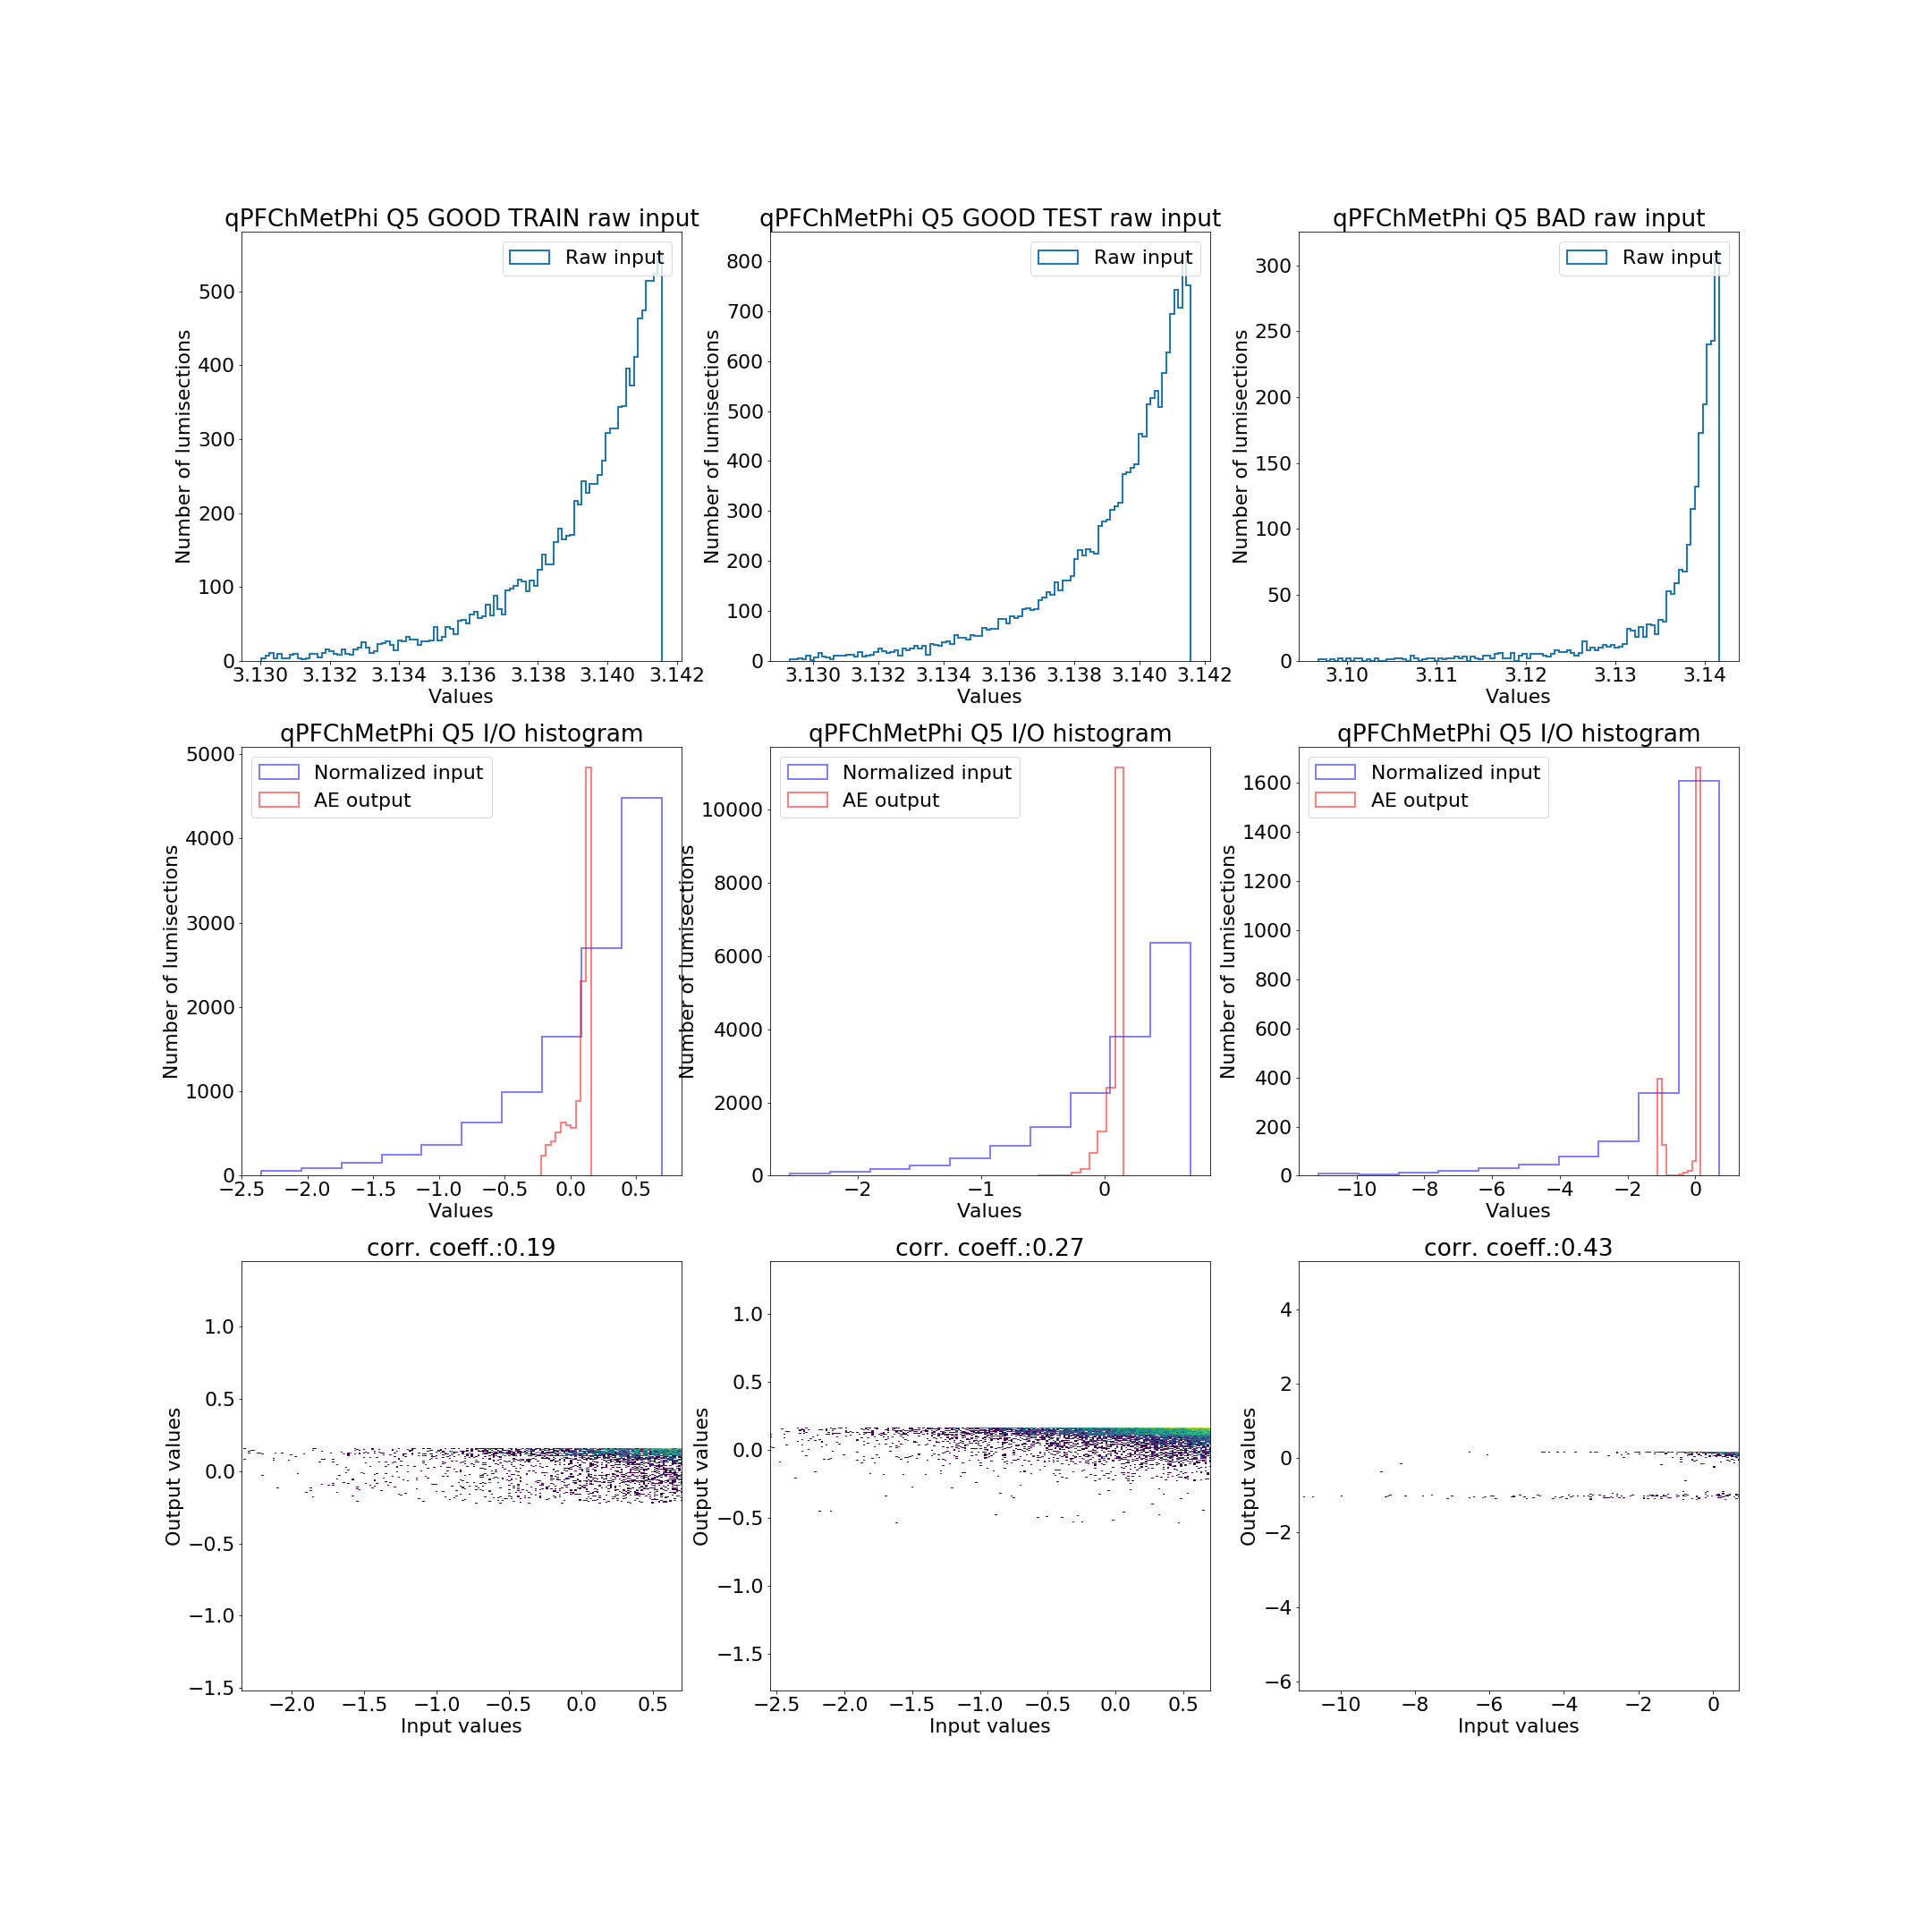 qPFChMetPhi Q5 GOOD TRAIN raw input
Raw input
Number of lumisections
0
100
200
300
400
500
3.130 3.132 3.134 3.136 3.138 3.140 3.142
Values
qPFChMetPhi Q5 GOOD TEST raw input
Raw input
Number of lumisections
0
100
200
300
400
500
600
700
800
3.130 3.132 3.134 3.136 3.138 3.140 3.142
Values
qPFChMetPhi Q5 BAD raw input
Raw input
Number of lumisections
0
50
100
150
200
250
300
3.10 3.11 3.12 3.13 3.14
Values
qPFChMetPhi Q5 I/O histogram
Normalized input
AE output
Number of lumisections
0
1000
2000
3000
4000
5000
−2.5 −2.0 −1.5 −1.0 −0.5 0.0 0.5
Values
qPFChMetPhi Q5 I/O histogram
Normalized input
AE output
Number of lumisections
0
2000
4000
6000
8000
10000
−2 −1 0
Values
qPFChMetPhi Q5 I/O histogram
Normalized input
AE output
Number of lumisections
0
200
400
600
800
1000
1200
1400
1600
−10 −8 −6 −4 −2 0
Values
corr. coeff.:0.19
Output values
1.0
0.5
0.0
−0.5
−1.0
−1.5
−2.0 −1.5 −1.0 −0.5 0.0 0.5
Input values
corr. coeff.:0.27
Output values
1.0
0.5
0.0
−0.5
−1.0
−1.5
−2.5 −2.0 −1.5 −1.0 −0.5 0.0 0.5
Input values
corr. coeff.:0.43
Output values
4
2
0
−2
−4
−6
−10 −8 −6 −4 −2 0
Input values